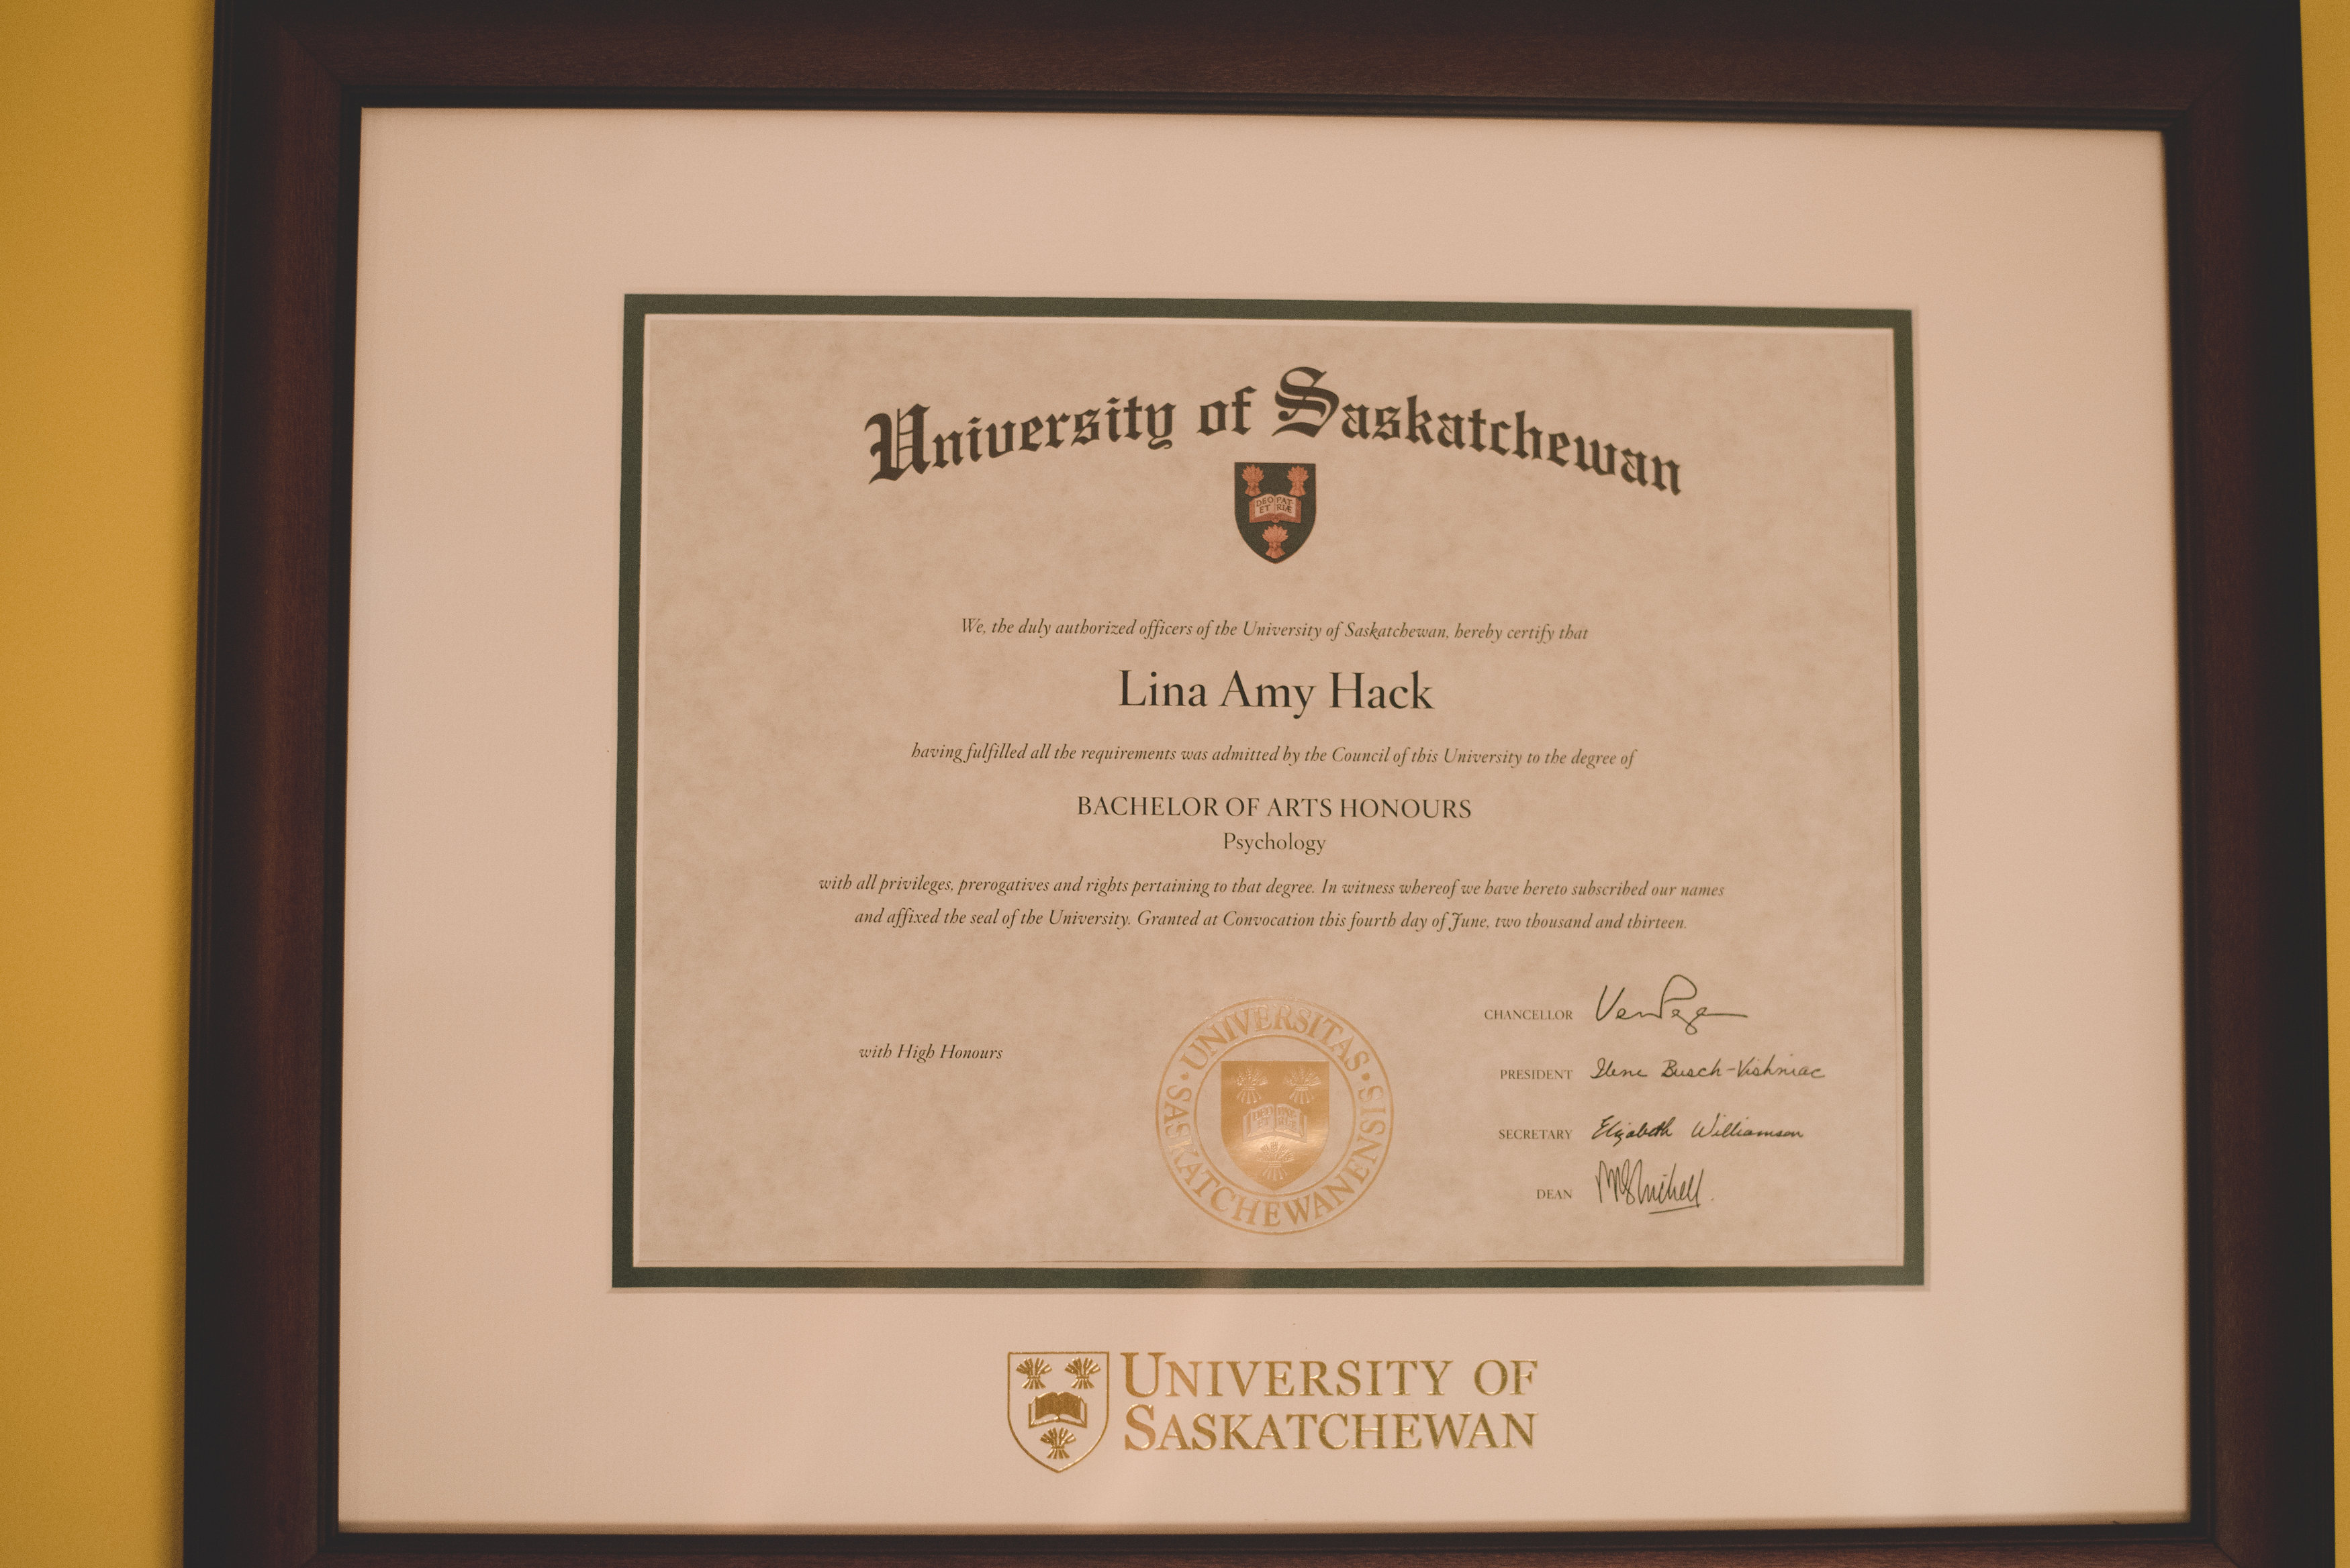 University of Saskatchewan
DEO PAT-
ET RIÆ
We, the duly authorized officers of the University of Saskatchewan, hereby certify that
Lina Amy Hack
having fulfilled all the requirements was admitted by the Council of this University to the degree of
BACHELOR OF ARTS HONOURS
Psychology
with all privileges, prerogatives and rights pertaining to that degree. In witness whereof we have hereto subscribed our names
and affixed the seal of the University. Granted at Convocation this fourth day of June, two thousand and thirteen.
with High Honours
UNIVERSITAS · SASKATCHEWANENSIS ·
CHANCELLOR
PRESIDENT Ilene Busch-Vishniac
SECRETARY Elizabeth Williamson
DEAN
UNIVERSITY OF
SASKATCHEWAN